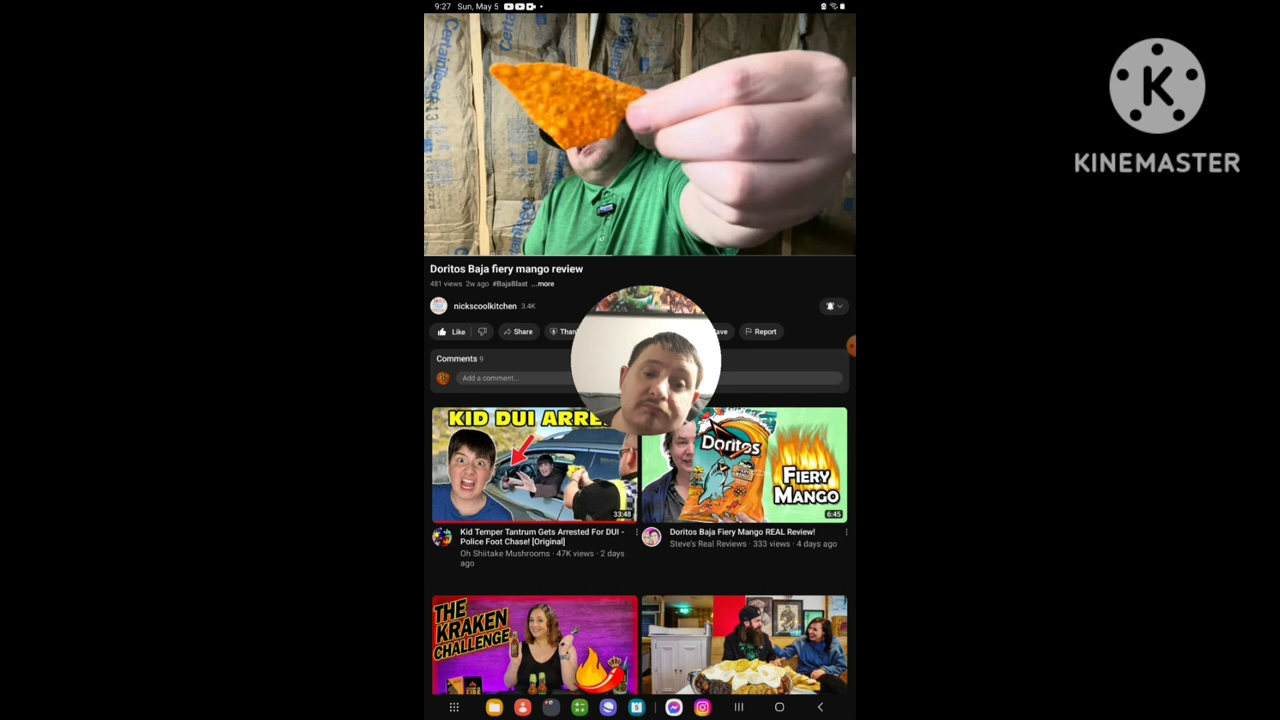 9:27 Sun, May 5
CertainTeed
Certain
Doritos Baja fiery mango review
481 views 2w ago #BajaBlast ...more
nickscoolkitchen 3.4K
Like
Share
Report
Comments 9
Add a comment...
KID DUI ARRE
33:48
Doritos
FIERY
MANGO
6:45
Kid Temper Tantrum Gets Arrested For DUI -
Police Foot Chase! [Original]
Oh Shiitake Mushrooms · 47K views · 2 days
ago
Doritos Baja Fiery Mango REAL Review!
Steve's Real Reviews · 333 views · 4 days ago
THE
KRAKEN
CHALLENGE
K
KINEMASTER